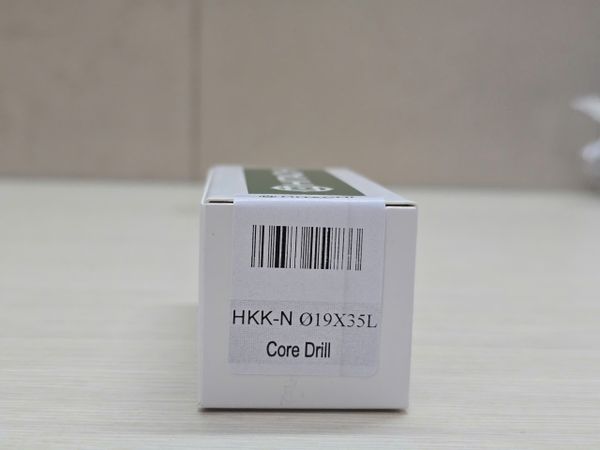 HKK-N Ø19X35L
Core Drill